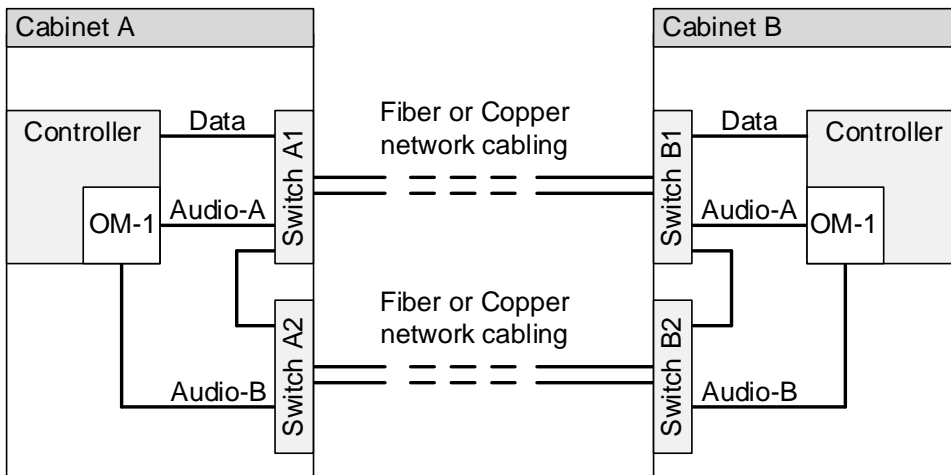 Cabinet A
Cabinet B
Controller
Data
Switch A1
Fiber or Copper
network cabling
Switch B1
Data
Controller
OM-1
Audio-A
Audio-A
OM-1
Switch A2
Fiber or Copper
network cabling
Switch B2
Audio-B
Audio-B